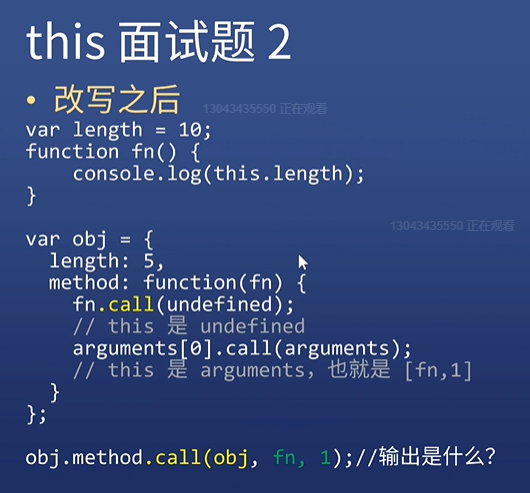 this 面试题 2
• 改写之后
13043435550 正在观看
var length = 10;
function fn() {
    console.log(this.length);
}
13043435550 正在观看
var obj = {
  length: 5,
  method: function(fn) {
    fn.call(undefined);
    // this 是 undefined
    arguments[0].call(arguments);
    // this 是 arguments，也就是 [fn,1]
  }
};
obj.method.call(obj, fn, 1);//输出是什么?